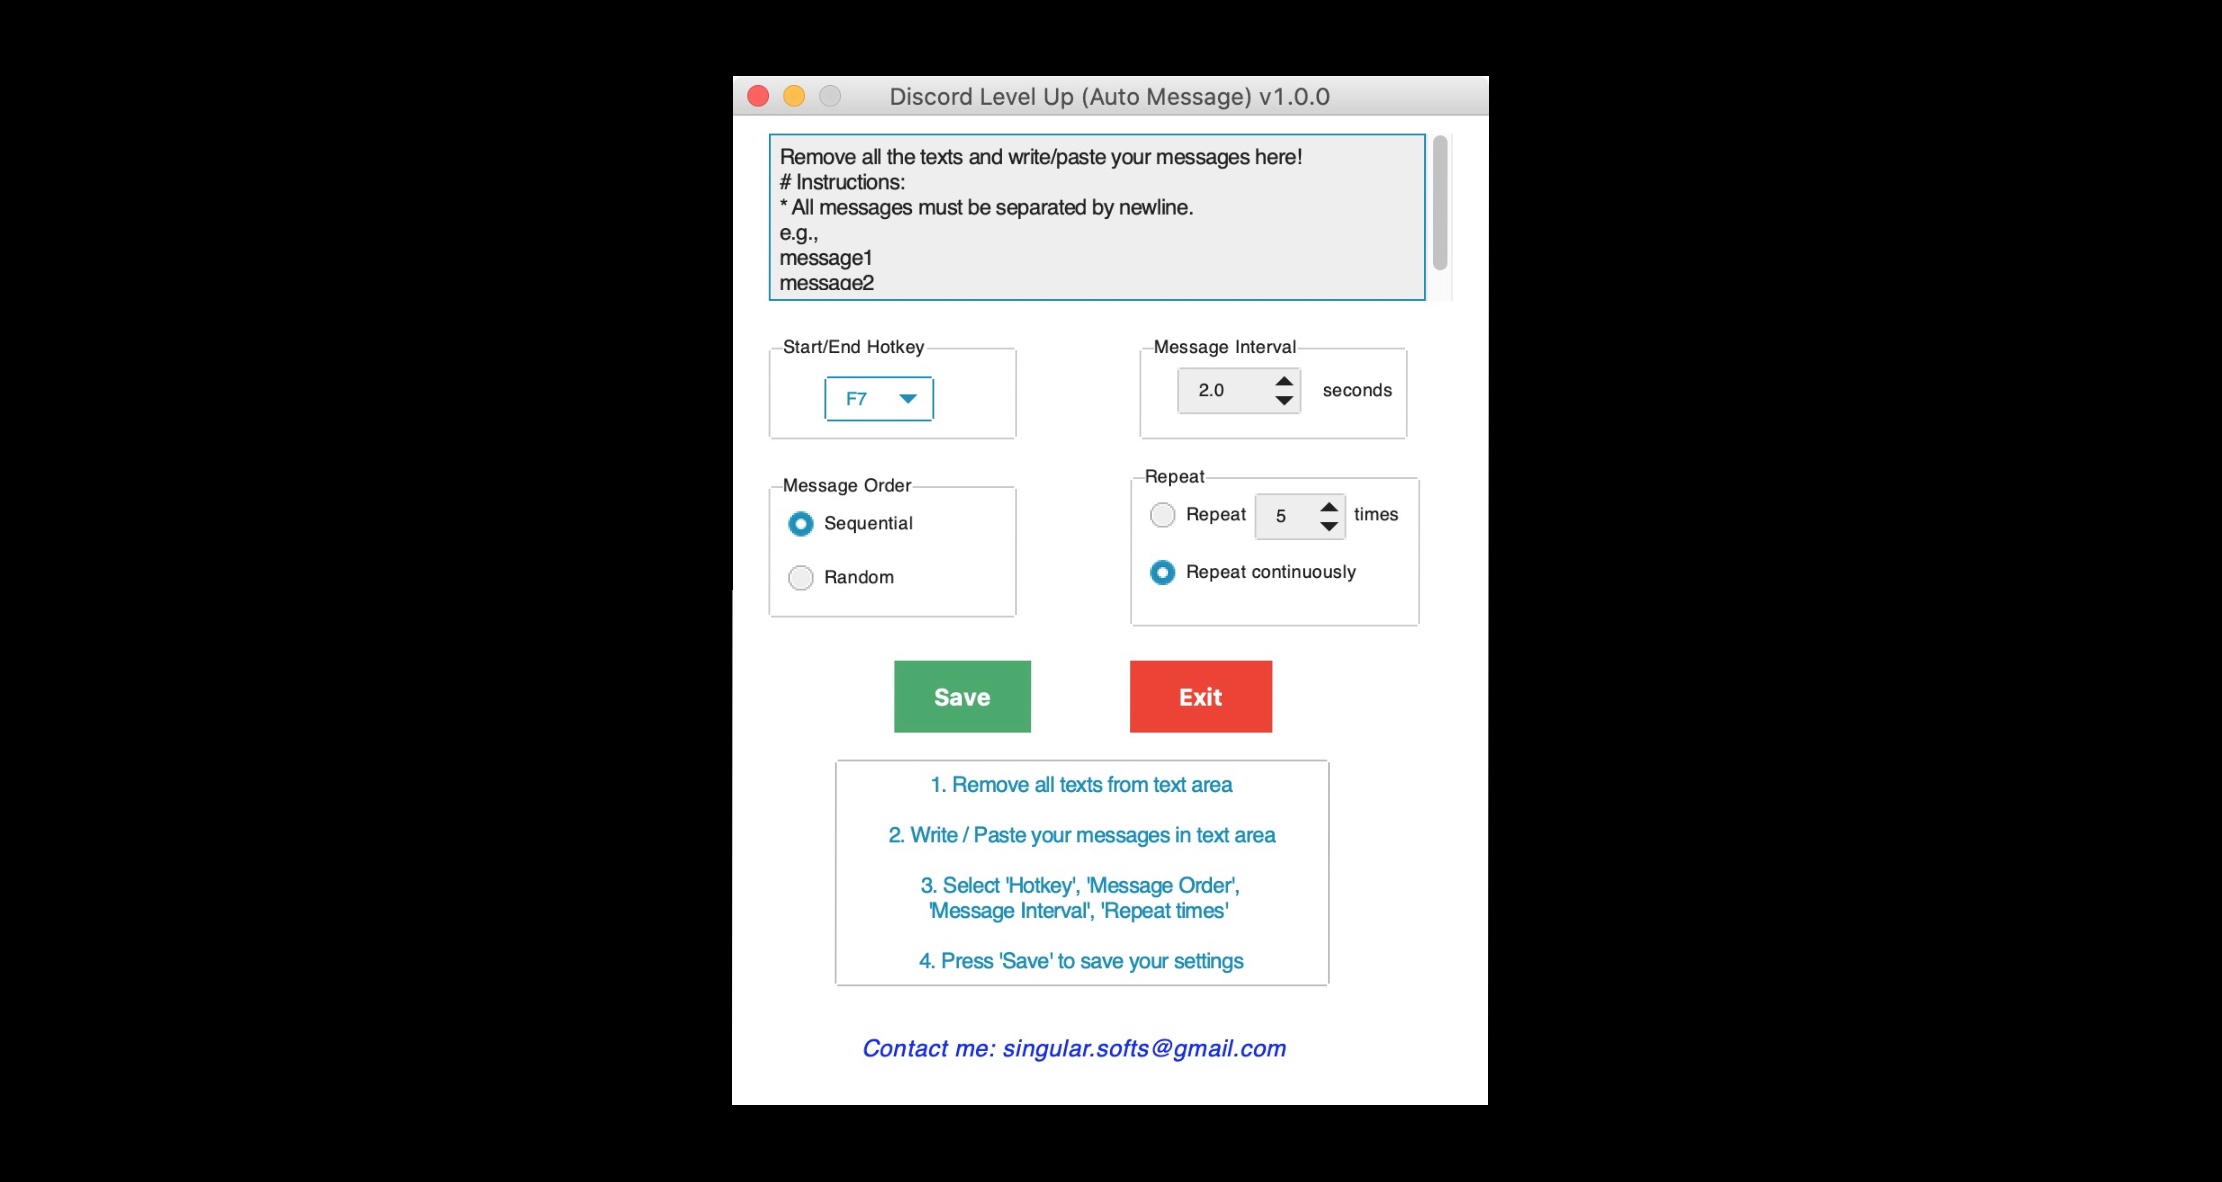 Discord Level Up (Auto Message) v1.0.0
Remove all the texts and write/paste your messages here!
# Instructions:
* All messages must be separated by newline.
e.g.,
message1
message2
Start/End Hotkey
F7
Message Interval
2.0 seconds
Message Order
Sequential
Random
Repeat
Repeat 5 times
Repeat continuously
Save
Exit
1. Remove all texts from text area
2. Write / Paste your messages in text area
3. Select 'Hotkey', 'Message Order',
'Message Interval', 'Repeat times'
4. Press 'Save' to save your settings
Contact me: singular.softs@gmail.com